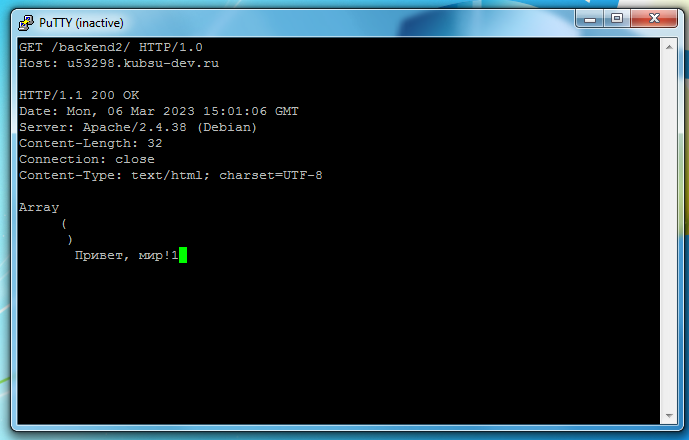 PuTTY (inactive)
GET /backend2/ HTTP/1.0
Host: u53298.kubsu-dev.ru
HTTP/1.1 200 OK
Date: Mon, 06 Mar 2023 15:01:06 GMT
Server: Apache/2.4.38 (Debian)
Content-Length: 32
Connection: close
Content-Type: text/html; charset=UTF-8
Array
(
)
Привет, мир!1